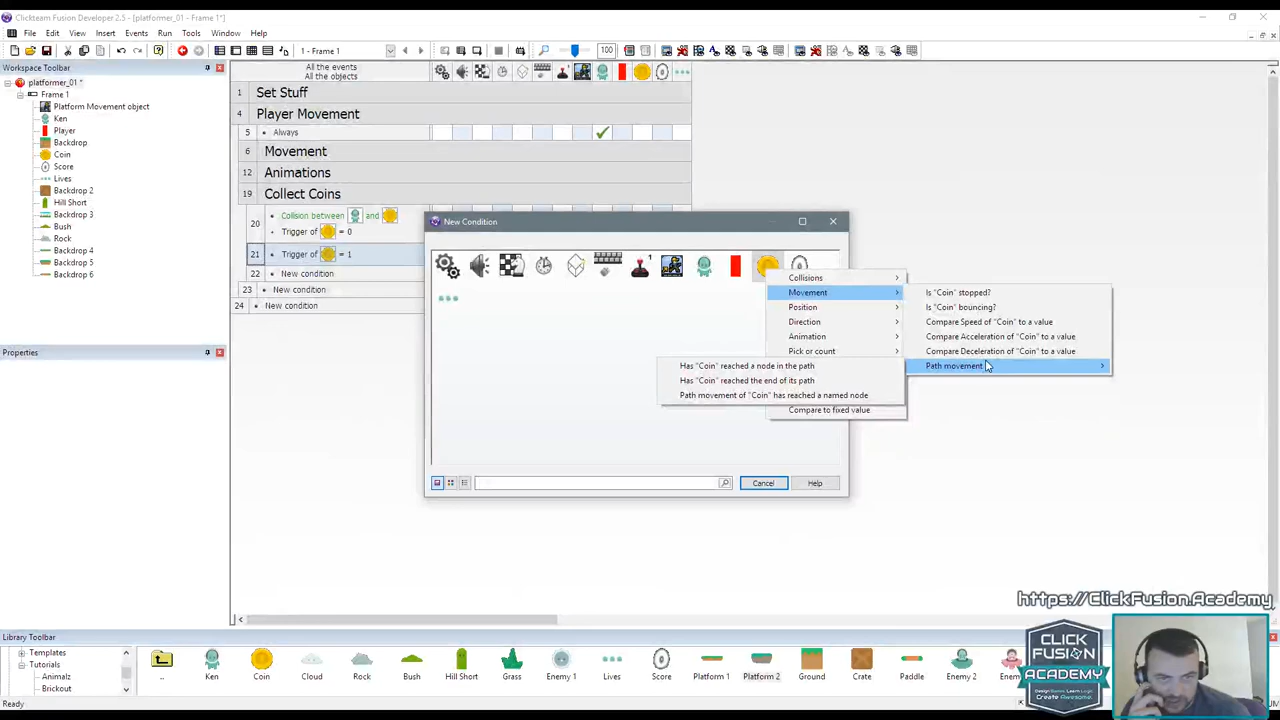 Clickteam Fusion Developer 2.5 - [platformer_01 - Frame 1*]
File Edit View Insert Events Run Tools Window Help
1 - Frame 1
100
Workspace Toolbar
platformer_01 *
Frame 1
Platform Movement object
Ken
Player
Backdrop
Coin
Score
Lives
Backdrop 2
Hill Short
Backdrop 3
Bush
Rock
Backdrop 4
Backdrop 5
Backdrop 6
Properties
All the events
All the objects
1 Set Stuff
4 Player Movement
5 • Always
6 Movement
12 Animations
19 Collect Coins
20 • Collision between and
• Trigger of = 0
21 • Trigger of = 1
22 • New condition
23 • New condition
24 • New condition
New Condition
Collisions
Movement
Position
Direction
Animation
Pick or count
Compare to fixed value
Is "Coin" stopped?
Is "Coin" bouncing?
Compare Speed of "Coin" to a value
Compare Acceleration of "Coin" to a value
Compare Deceleration of "Coin" to a value
Path movement
Has "Coin" reached a node in the path
Has "Coin" reached the end of its path
Path movement of "Coin" has reached a named node
Cancel Help
https://ClickFusion.Academy
CLICK
FUSION
ACADEMY
Library Toolbar
Templates
Tutorials
Animalz
Brickout
.. Ken Coin Cloud Rock Bush Hill Short Grass Enemy 1 Lives Score Platform 1 Platform 2 Ground Crate Paddle Enemy 2
Ready